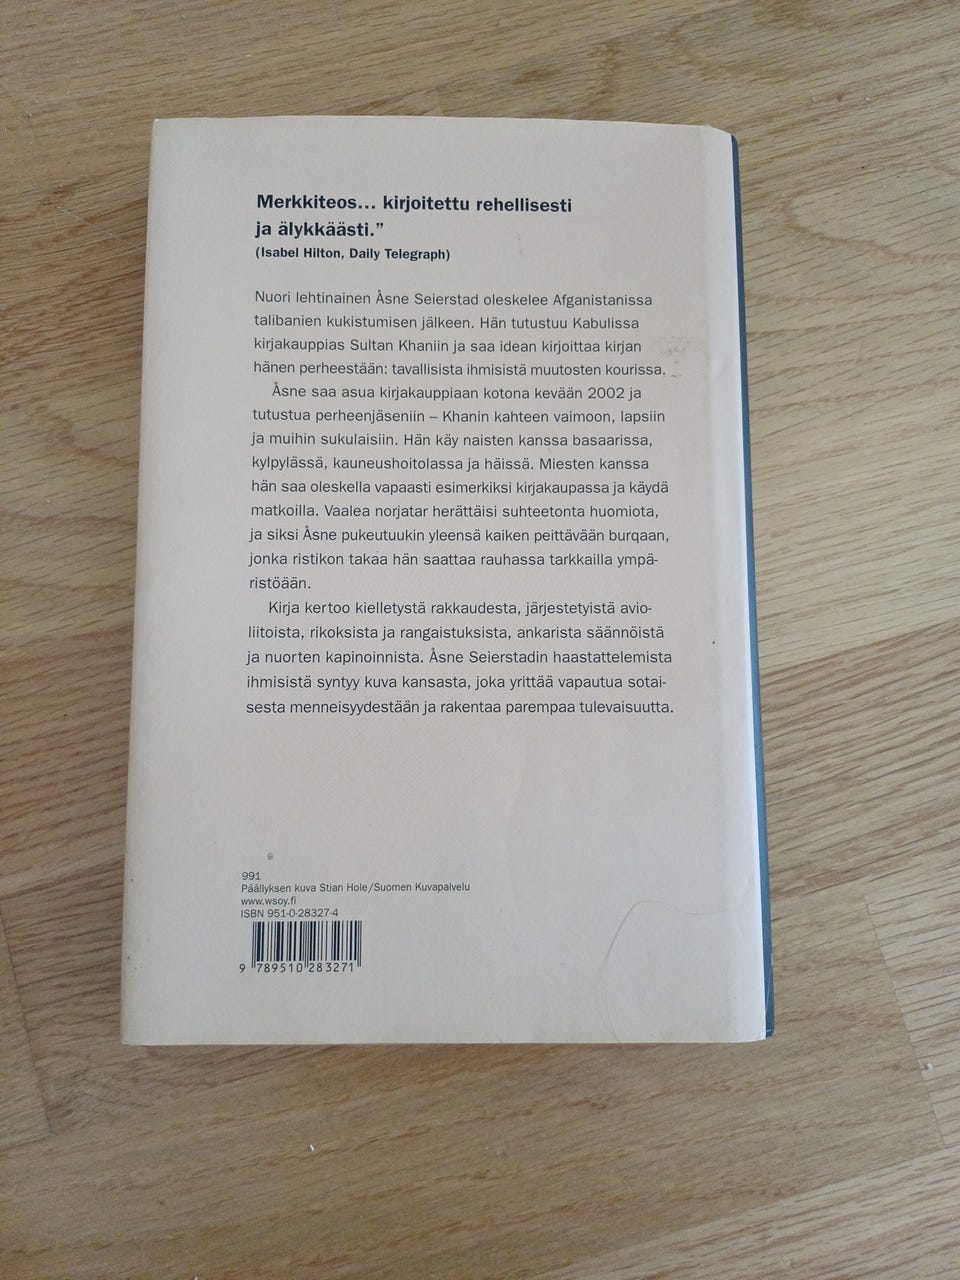 Merkkiteos... kirjoitettu rehellisesti
ja älykkäästi.”
(Isabel Hilton, Daily Telegraph)
Nuori lehtinainen Åsne Seierstad oleskelee Afganistanissa
talibanien kukistumisen jälkeen. Hän tutustuu Kabulissa
kirjakauppias Sultan Khaniin ja saa idean kirjoittaa kirjan
hänen perheestään: tavallisista ihmisistä muutosten kourissa.
Åsne saa asua kirjakauppiaan kotona kevään 2002 ja
tutustua perheenjäseniin – Khanin kahteen vaimoon, lapsiin
ja muihin sukulaisiin. Hän käy naisten kanssa basaarissa,
kylpylässä, kauneushoitolassa ja häissä. Miesten kanssa
hän saa oleskella vapaasti esimerkiksi kirjakaupassa ja käydä
matkoilla. Vaalea norjatar herättäisi suhteetonta huomiota,
ja siksi Åsne pukeutuukin yleensä kaiken peittävään burqaan,
jonka ristikon takaa hän saattaa rauhassa tarkkailla ympä-
ristöään.
Kirja kertoo kielletystä rakkaudesta, järjestetyistä avio-
liitoista, rikoksista ja rangaistuksista, ankarista säännöistä
ja nuorten kapinoinnista. Åsne Seierstadin haastattelemista
ihmisistä syntyy kuva kansasta, joka yrittää vapautua sotai-
sesta menneisyydestään ja rakentaa parempaa tulevaisuutta.
991
Päällyksen kuva Stian Hole/Suomen Kuvapalvelu
www.wsoy.fi
ISBN 951-0-28327-4
9 789510 283271